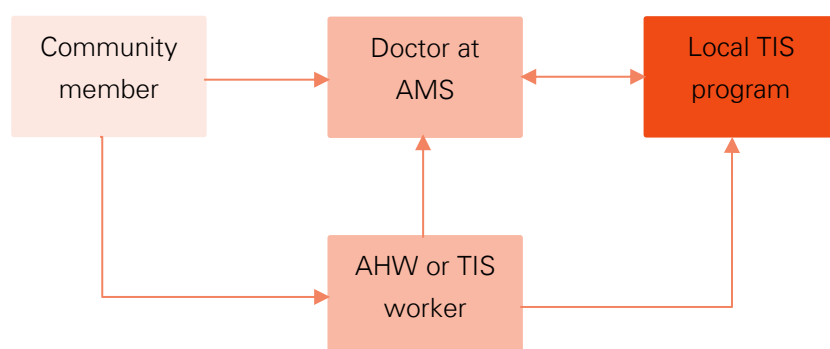 Community
member
Doctor at
AMS
Local TIS
program
AHW or TIS
worker